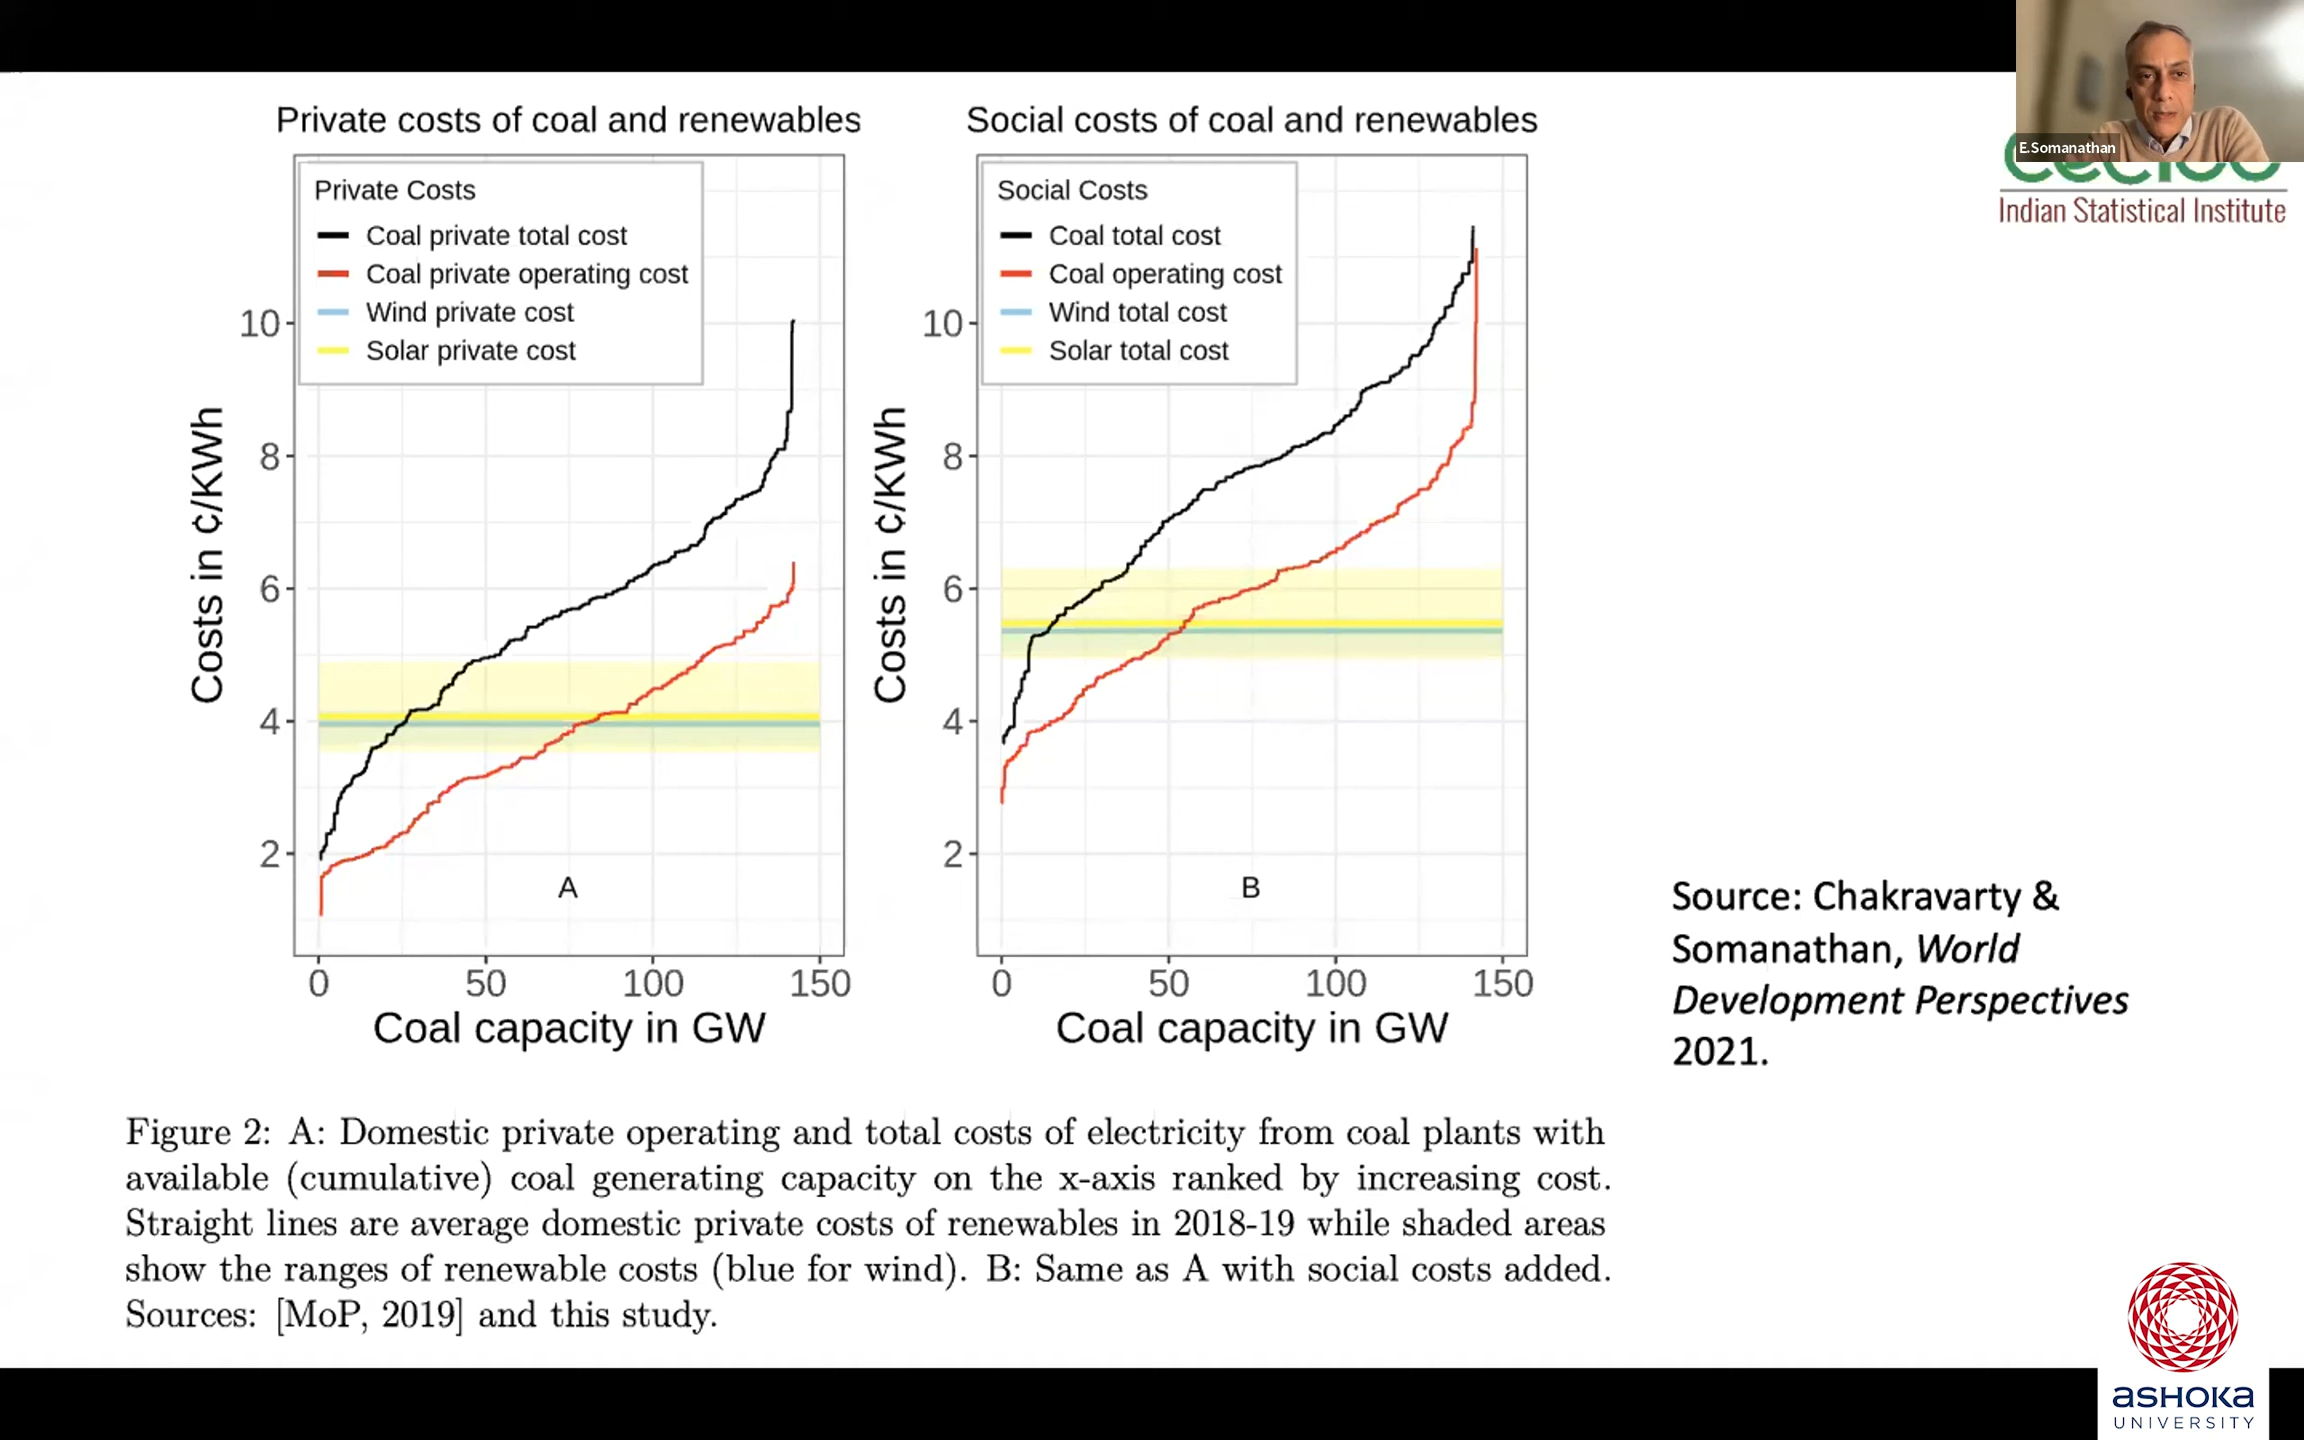 E.Somanathan
Indian Statistical Institute
Private costs of coal and renewables
Private Costs
Coal private total cost
Coal private operating cost
Wind private cost
Solar private cost
Costs in ¢/KWh
10
8
6
4
2
A
0 50 100 150
Coal capacity in GW
Social costs of coal and renewables
Social Costs
Coal total cost
Coal operating cost
Wind total cost
Solar total cost
Costs in ¢/KWh
10
8
6
4
2
B
0 50 100 150
Coal capacity in GW
Source: Chakravarty &
Somanathan, World
Development Perspectives
2021.
Figure 2: A: Domestic private operating and total costs of electricity from coal plants with
available (cumulative) coal generating capacity on the x-axis ranked by increasing cost.
Straight lines are average domestic private costs of renewables in 2018-19 while shaded areas
show the ranges of renewable costs (blue for wind). B: Same as A with social costs added.
Sources: [MoP, 2019] and this study.
ASHOKA
UNIVERSITY